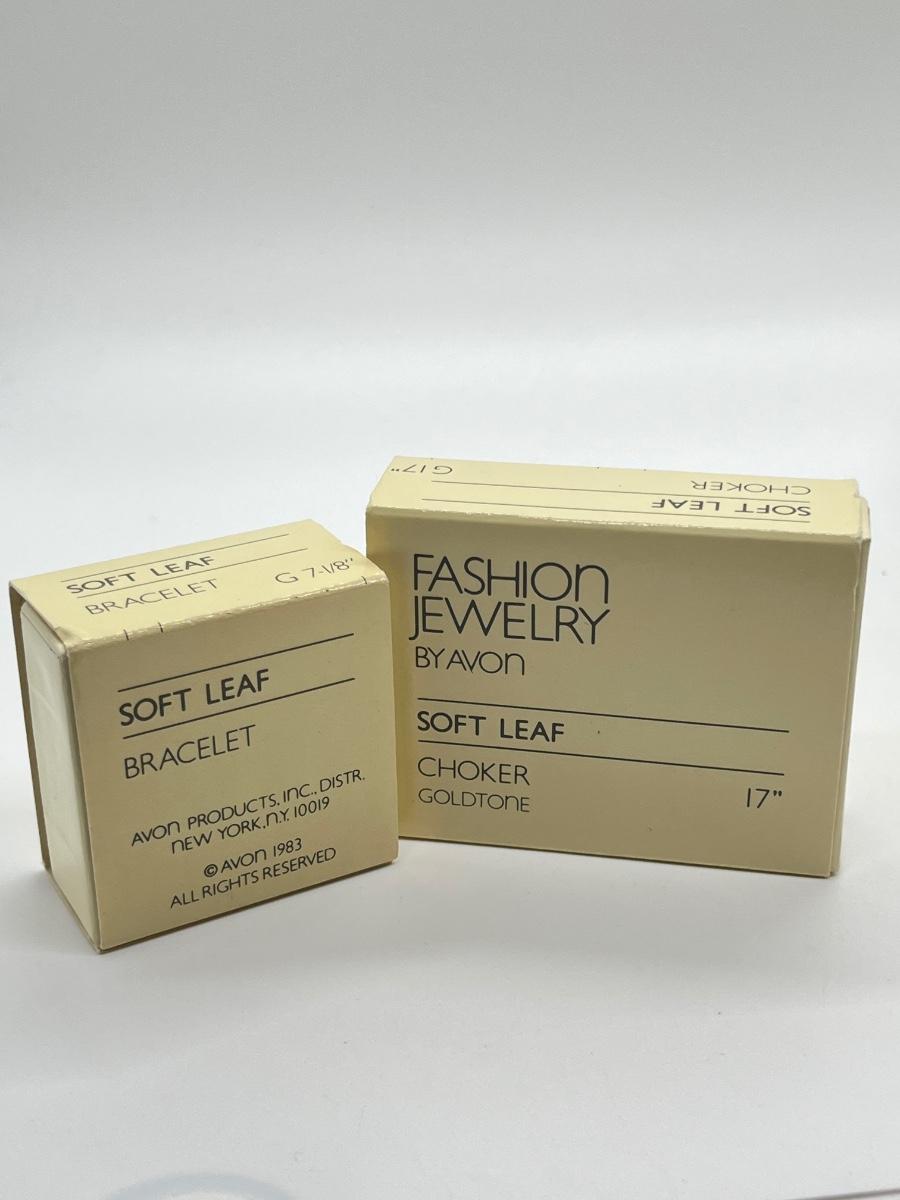 SOFT LEAF
BRACELET G 7-1/8"
SOFT LEAF
BRACELET
AVON PRODUCTS, INC., DISTR.
NEW YORK, N.Y. 10019
© AVON 1983
ALL RIGHTS RESERVED
SOFT LEAF
CHOKER G 17"
FASHION
JEWELRY
BY AVON
SOFT LEAF
CHOKER 17"
GOLDTONE